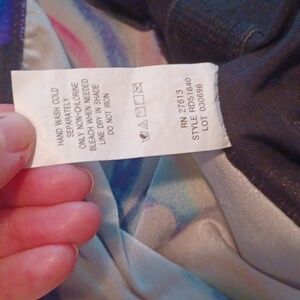 HAND WASH COLD
SEPARATELY
ONLY NON-CHLORINE
BLEACH WHEN NEEDED
LINE DRY IN SHADE
DO NOT IRON
RN 27613
STYLE RD51640
LOT 030696